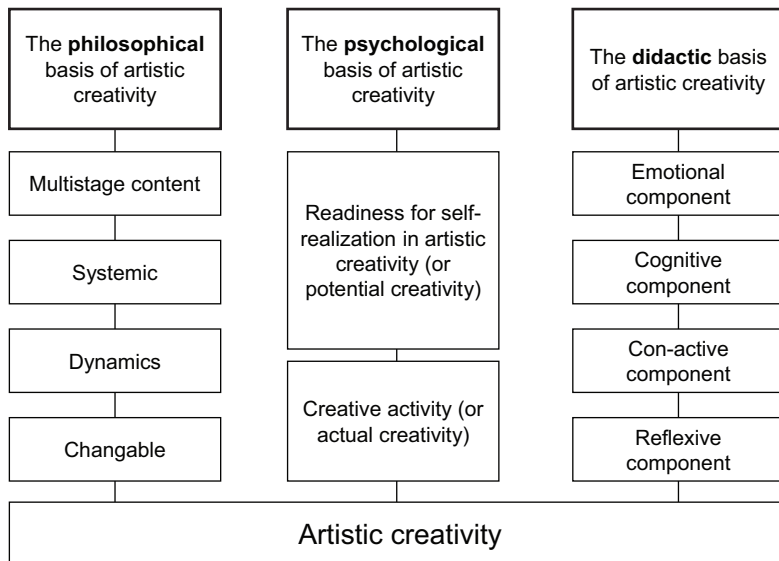 The philosophical
basis of artistic
creativity
Multistage content
Systemic
Dynamics
Changable
The psychological
basis of artistic
creativity
Readiness for self-
realization in artistic
creativity (or
potential creativity)
Creative activity (or
actual creativity)
The didactic basis
of artistic creativity
Emotional
component
Cognitive
component
Con-active
component
Reflexive
component
Artistic creativity